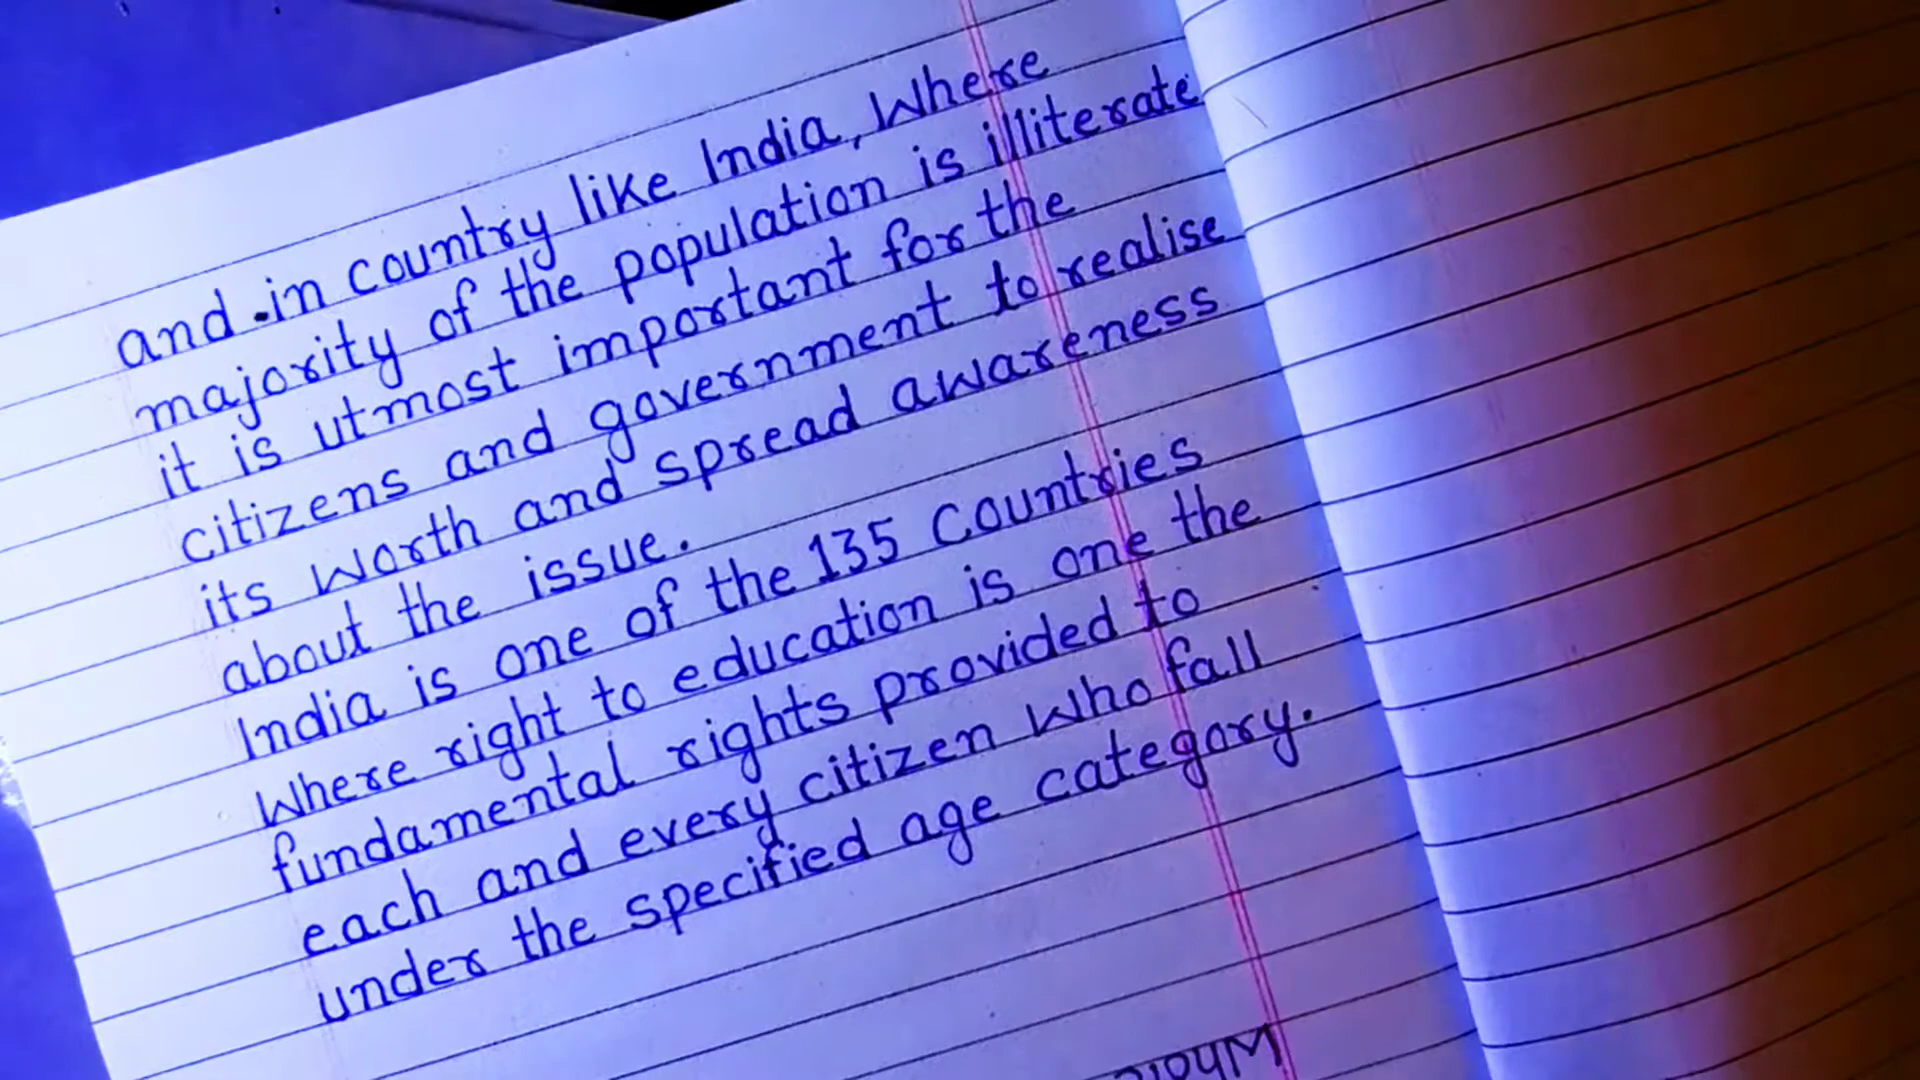 and in country like India, Where
majority of the population is illiterate
it is utmost important for the
citizens and government to realise
its worth and spread awareness
about the issue.
India is one of the 135 Countries
Where right to education is one the
fundamental rights provided to
each and every citizen who fall
under the specified age category.